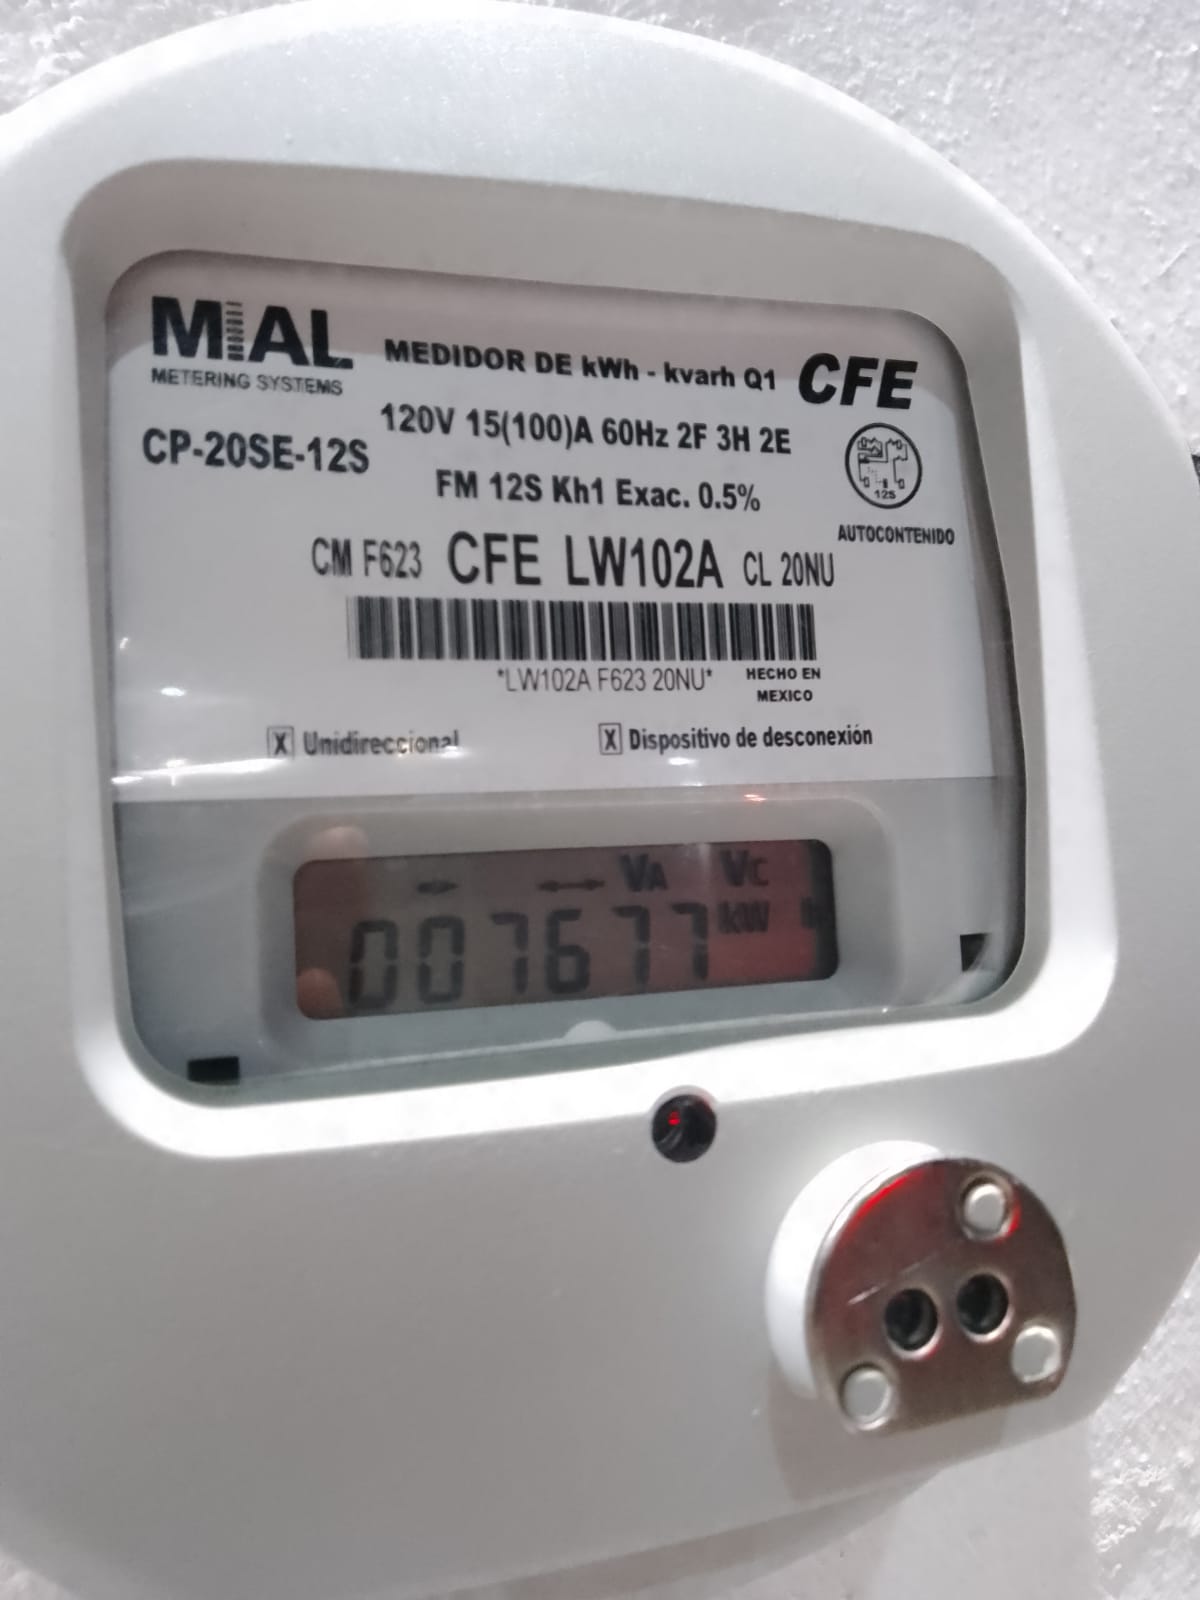 MIAL
METERING SYSTEMS
MEDIDOR DE kWh - kvarh Q1
CFE
120V 15(100)A 60Hz 2F 3H 2E
CP-20SE-12S
FM 12S Kh1 Exac. 0.5%
12S
AUTOCONTENIDO
CM F623 CFE LW102A CL 20NU
*LW102A F623 20NU*
HECHO EN
MEXICO
X Unidireccional
X Dispositivo de desconexión
VA VC
007677 kW h